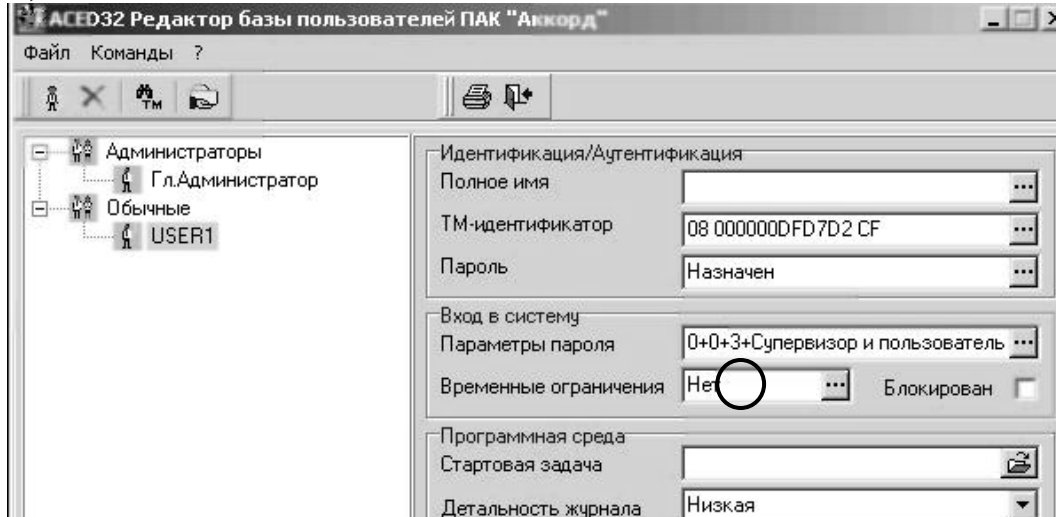 ACED32 Редактор базы пользователей ПАК "Аккорд"
Файл Команды ?
ТМ
Администраторы
Гл.Администратор
Обычные
USER1
Идентификация/Аутентификация
Полное имя ...
ТМ-идентификатор 08 000000DFD7D2 CF ...
Пароль Назначен ...
Вход в систему
Параметры пароля 0+0+3+Супервизор и пользователь ...
Временные ограничения Нет ... Блокирован
Программная среда
Стартовая задача
Детальность журнала Низкая